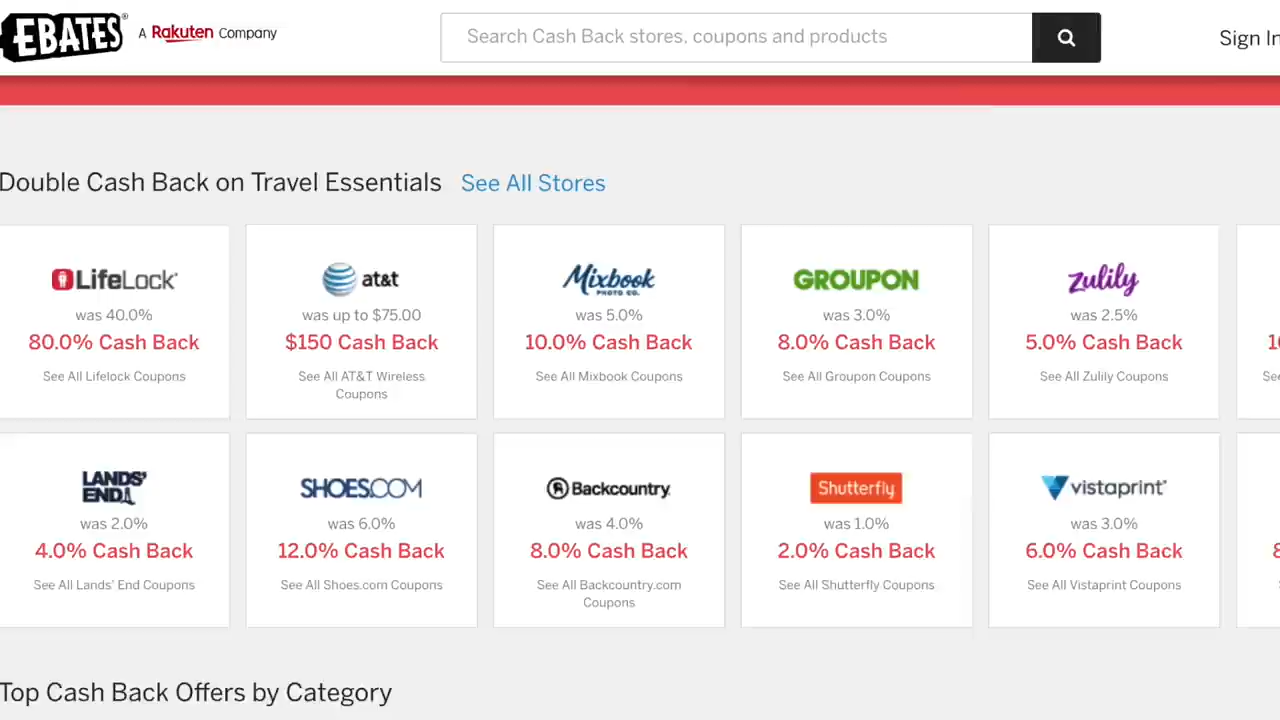 EBATES® A Rakuten Company
Search Cash Back stores, coupons and products
Sign In
Double Cash Back on Travel Essentials See All Stores
LifeLock
was 40.0%
80.0% Cash Back
See All Lifelock Coupons
at&t
was up to $75.00
$150 Cash Back
See All AT&T Wireless
Coupons
Mixbook
PHOTO CO.
was 5.0%
10.0% Cash Back
See All Mixbook Coupons
GROUPON
was 3.0%
8.0% Cash Back
See All Groupon Coupons
zulily
was 2.5%
5.0% Cash Back
See All Zulily Coupons
LANDS'
END
was 2.0%
4.0% Cash Back
See All Lands' End Coupons
SHOES.COM
was 6.0%
12.0% Cash Back
See All Shoes.com Coupons
Backcountry
was 4.0%
8.0% Cash Back
See All Backcountry.com
Coupons
Shutterfly
was 1.0%
2.0% Cash Back
See All Shutterfly Coupons
vistaprint
was 3.0%
6.0% Cash Back
See All Vistaprint Coupons
Top Cash Back Offers by Category